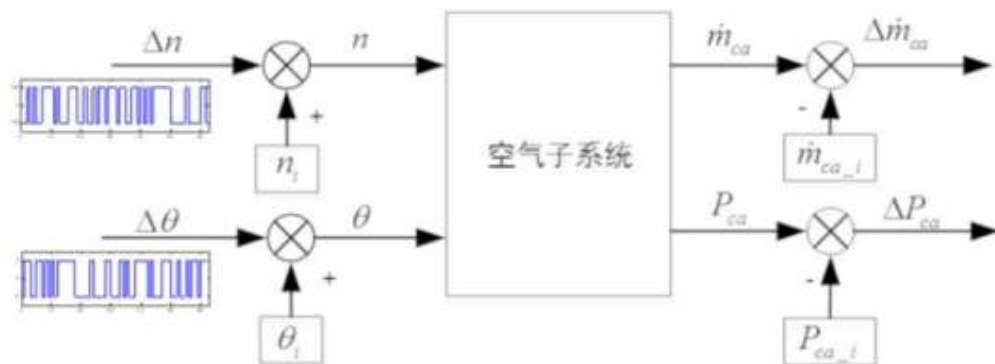 Δn n ṁ_ca Δṁ_ca
+ -
n_i ṁ_ca_i
空气子系统
Δθ θ P_ca ΔP_ca
+ -
θ_i P_ca_i